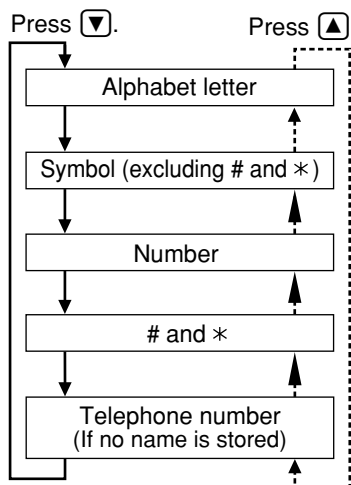 Press ▼. Press ▲
Alphabet letter
Symbol (excluding # and ✳)
Number
# and ✳
Telephone number
(If no name is stored)